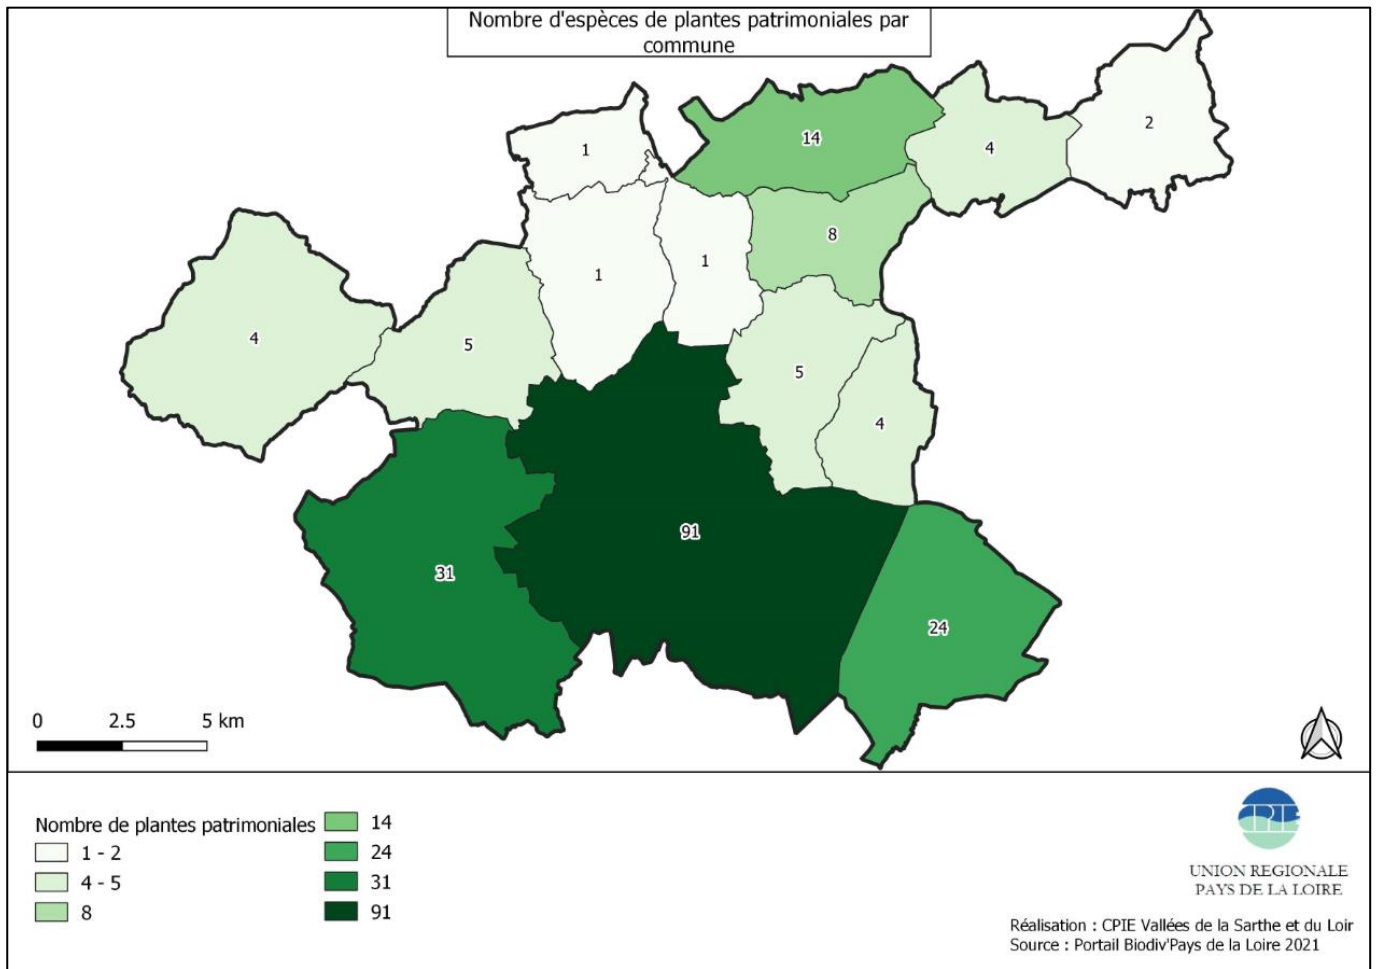 Nombre d'espèces de plantes patrimoniales par
commune
2
14
4
1
8
1
1
4
5
5
4
91
31
24
0 2.5 5 km
Nombre de plantes patrimoniales
1 - 2
4 - 5
8
14
24
31
91
CPIE
UNION REGIONALE
PAYS DE LA LOIRE
Réalisation : CPIE Vallées de la Sarthe et du Loir
Source : Portail Biodiv'Pays de la Loire 2021